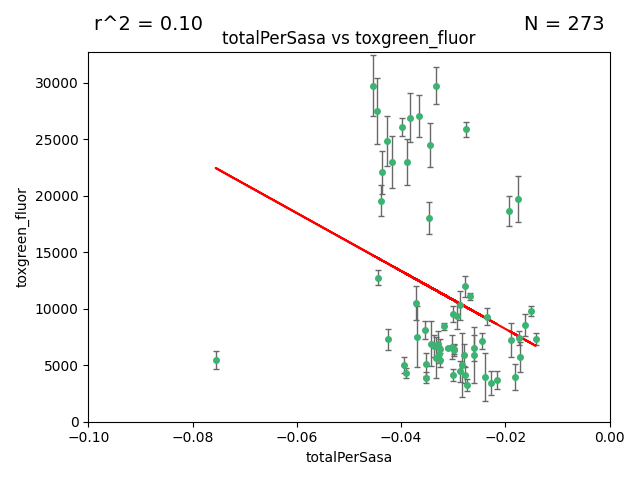 r^2 = 0.10
N = 273
totalPerSasa vs toxgreen_fluor
30000
25000
20000
15000
10000
5000
0
toxgreen_fluor
−0.10
−0.08
−0.06
−0.04
−0.02
0.00
totalPerSasa